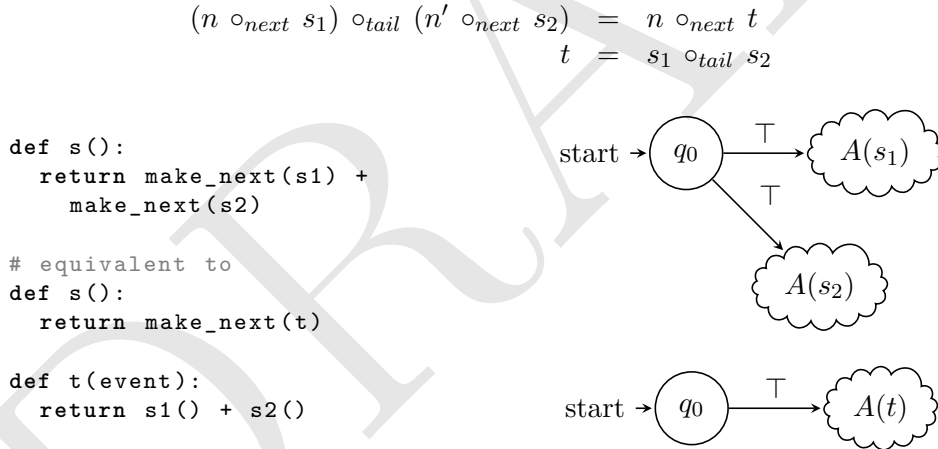 (n ∘next s1) ∘tail (n′ ∘next s2) = n ∘next t
t = s1 ∘tail s2
def s():
  return make_next(s1) +
    make_next(s2)
# equivalent to
def s():
  return make_next(t)
def t(event):
  return s1() + s2()
start q0 ⊤ A(s1)
⊤
A(s2)
start q0 ⊤ A(t)
DRA